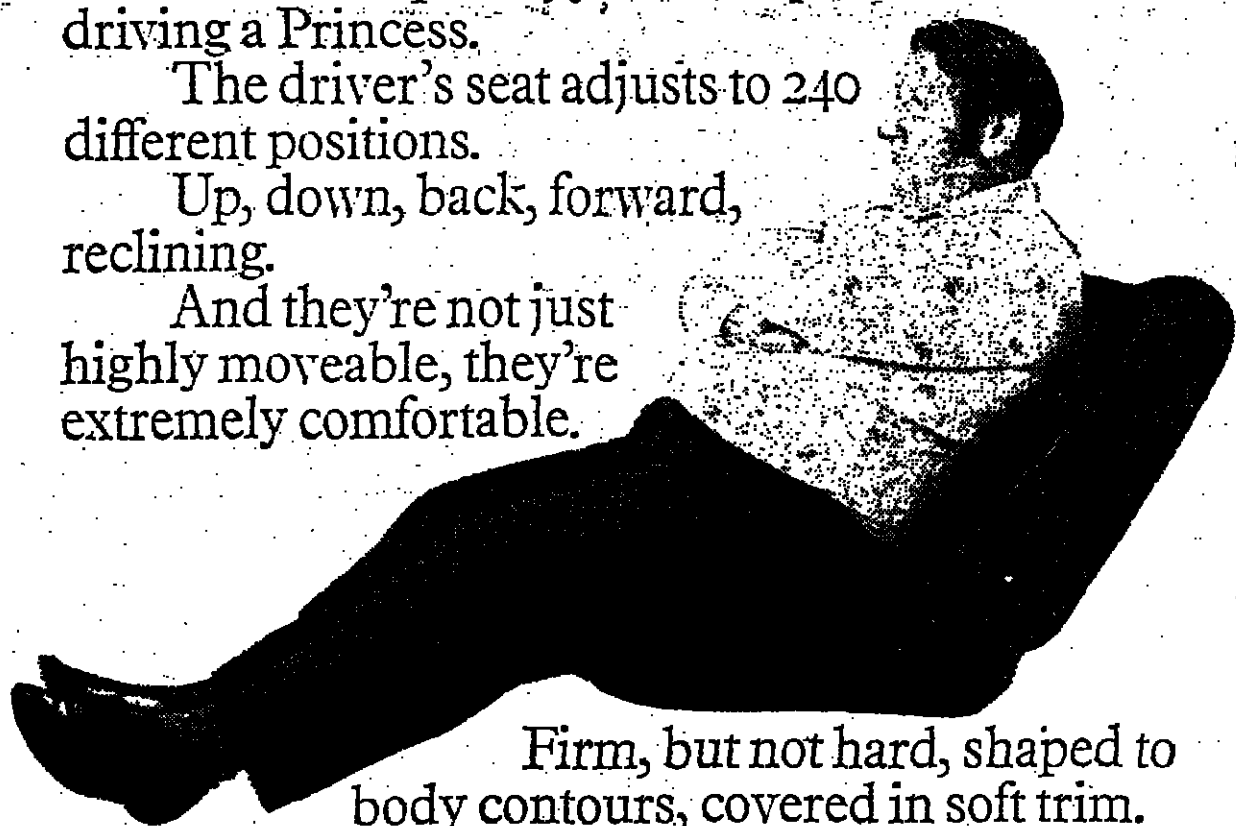 driving a Princess.
The driver's seat adjusts to 240
different positions.
Up, down, back, forward,
reclining.
And they're not just
highly moveable, they're
extremely comfortable.
Firm, but not hard, shaped to
body contours, covered in soft trim.